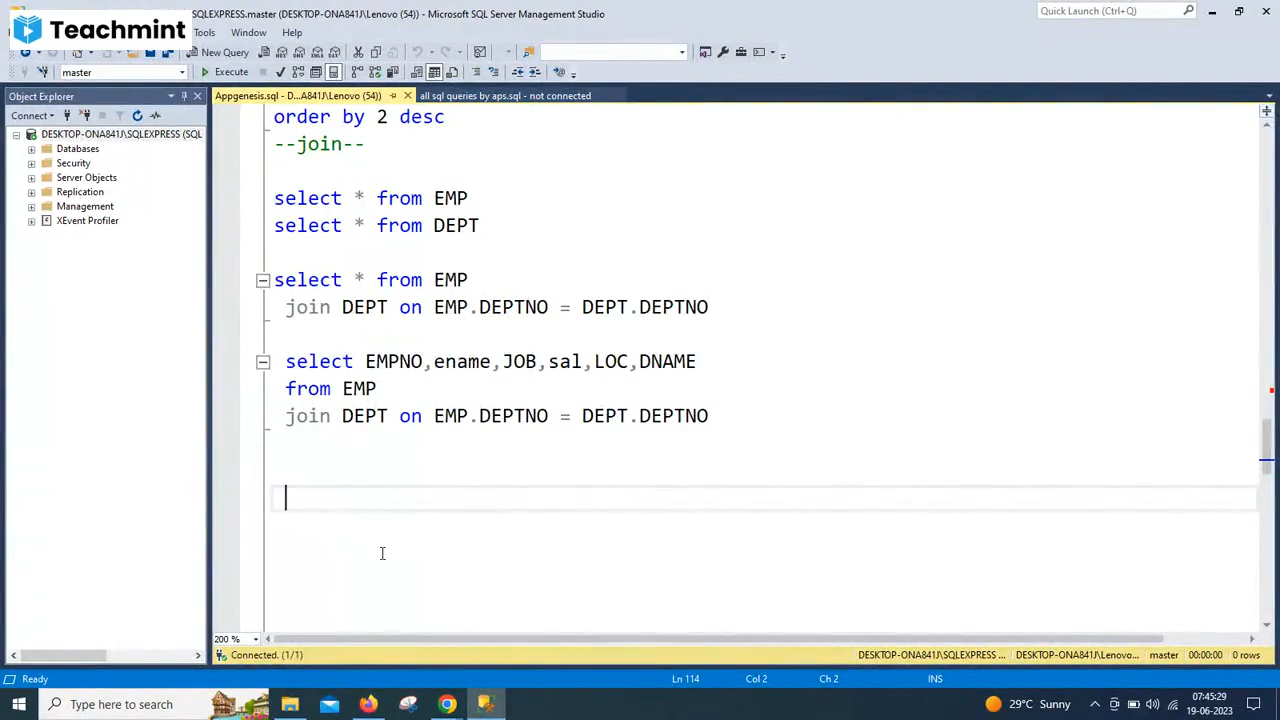 SQLEXPRESS.master (DESKTOP-ONA841J\Lenovo (54)) - Microsoft SQL Server Management Studio
Quick Launch (Ctrl+Q)
Teachmint
Tools Window Help
New Query
master
Execute
Object Explorer
Appgenesis.sql - D...A841J\Lenovo (54))
all sql queries by aps.sql - not connected
Connect
DESKTOP-ONA841J\SQLEXPRESS (SQL
Databases
Security
Server Objects
Replication
Management
XEvent Profiler
order by 2 desc
--join--
select * from EMP
select * from DEPT
select * from EMP
join DEPT on EMP.DEPTNO = DEPT.DEPTNO
select EMPNO,ename,JOB,sal,LOC,DNAME
from EMP
join DEPT on EMP.DEPTNO = DEPT.DEPTNO
200 %
Connected. (1/1)
DESKTOP-ONA841J\SQLEXPRESS ...
DESKTOP-ONA841J\Lenovo...
master
00:00:00
0 rows
Ready
Ln 114
Col 2
Ch 2
INS
Type here to search
29°C Sunny
07:45:29
19-06-2023